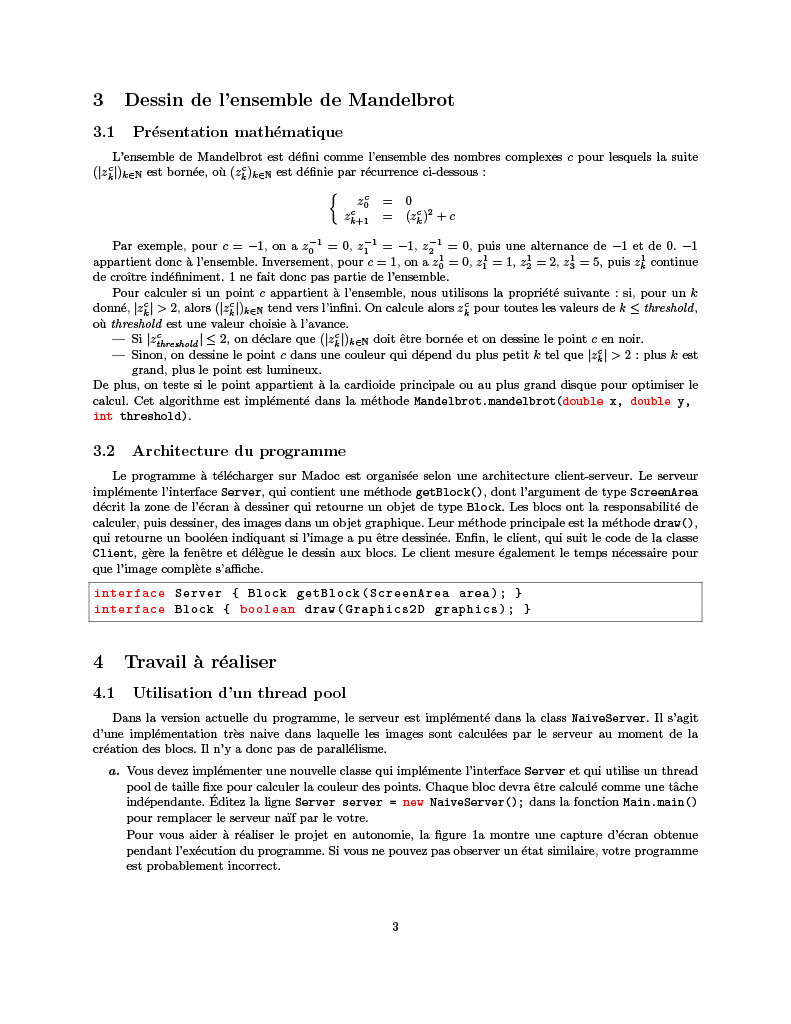 3 Dessin de l'ensemble de Mandelbrot
3.1 Présentation mathématique
L'ensemble de Mandelbrot est défini comme l'ensemble des nombres complexes c pour lesquels la suite
(|z_k^c|)_{k∈ℕ} est bornée, où (z_k^c)_{k∈ℕ} est définie par récurrence ci-dessous :
{ z_0^c = 0
z_{k+1}^c = (z_k^c)^2 + c
Par exemple, pour c = −1, on a z_0^{−1} = 0, z_1^{−1} = −1, z_2^{−1} = 0, puis une alternance de −1 et de 0. −1
appartient donc à l'ensemble. Inversement, pour c = 1, on a z_0^1 = 0, z_1^1 = 1, z_2^1 = 2, z_3^1 = 5, puis z_k^1 continue
de croître indéfiniment. 1 ne fait donc pas partie de l'ensemble.
Pour calculer si un point c appartient à l'ensemble, nous utilisons la propriété suivante : si, pour un k
donné, |z_k^c| > 2, alors (|z_k^c|)_{k∈ℕ} tend vers l'infini. On calcule alors z_k^c pour toutes les valeurs de k ≤ threshold,
où threshold est une valeur choisie à l'avance.
— Si |z_{threshold}^c| ≤ 2, on déclare que (|z_k^c|)_{k∈ℕ} doit être bornée et on dessine le point c en noir.
— Sinon, on dessine le point c dans une couleur qui dépend du plus petit k tel que |z_k^c| > 2 : plus k est
grand, plus le point est lumineux.
De plus, on teste si le point appartient à la cardioide principale ou au plus grand disque pour optimiser le
calcul. Cet algorithme est implémenté dans la méthode Mandelbrot.mandelbrot(double x, double y,
int threshold).
3.2 Architecture du programme
Le programme à télécharger sur Madoc est organisée selon une architecture client-serveur. Le serveur
implémente l'interface Server, qui contient une méthode getBlock(), dont l'argument de type ScreenArea
décrit la zone de l'écran à dessiner qui retourne un objet de type Block. Les blocs ont la responsabilité de
calculer, puis dessiner, des images dans un objet graphique. Leur méthode principale est la méthode draw(),
qui retourne un booléen indiquant si l'image a pu être dessinée. Enfin, le client, qui suit le code de la classe
Client, gère la fenêtre et délègue le dessin aux blocs. Le client mesure également le temps nécessaire pour
que l'image complète s'affiche.
interface Server { Block getBlock(ScreenArea area); }
interface Block { boolean draw(Graphics2D graphics); }
4 Travail à réaliser
4.1 Utilisation d'un thread pool
Dans la version actuelle du programme, le serveur est implémenté dans la class NaiveServer. Il s'agit
d'une implémentation très naive dans laquelle les images sont calculées par le serveur au moment de la
création des blocs. Il n'y a donc pas de parallélisme.
a. Vous devez implémenter une nouvelle classe qui implémente l'interface Server et qui utilise un thread
pool de taille fixe pour calculer la couleur des points. Chaque bloc devra être calculé comme une tâche
indépendante. Éditez la ligne Server server = new NaiveServer(); dans la fonction Main.main()
pour remplacer le serveur naïf par le votre.
Pour vous aider à réaliser le projet en autonomie, la figure 1a montre une capture d'écran obtenue
pendant l'exécution du programme. Si vous ne pouvez pas observer un état similaire, votre programme
est probablement incorrect.
3